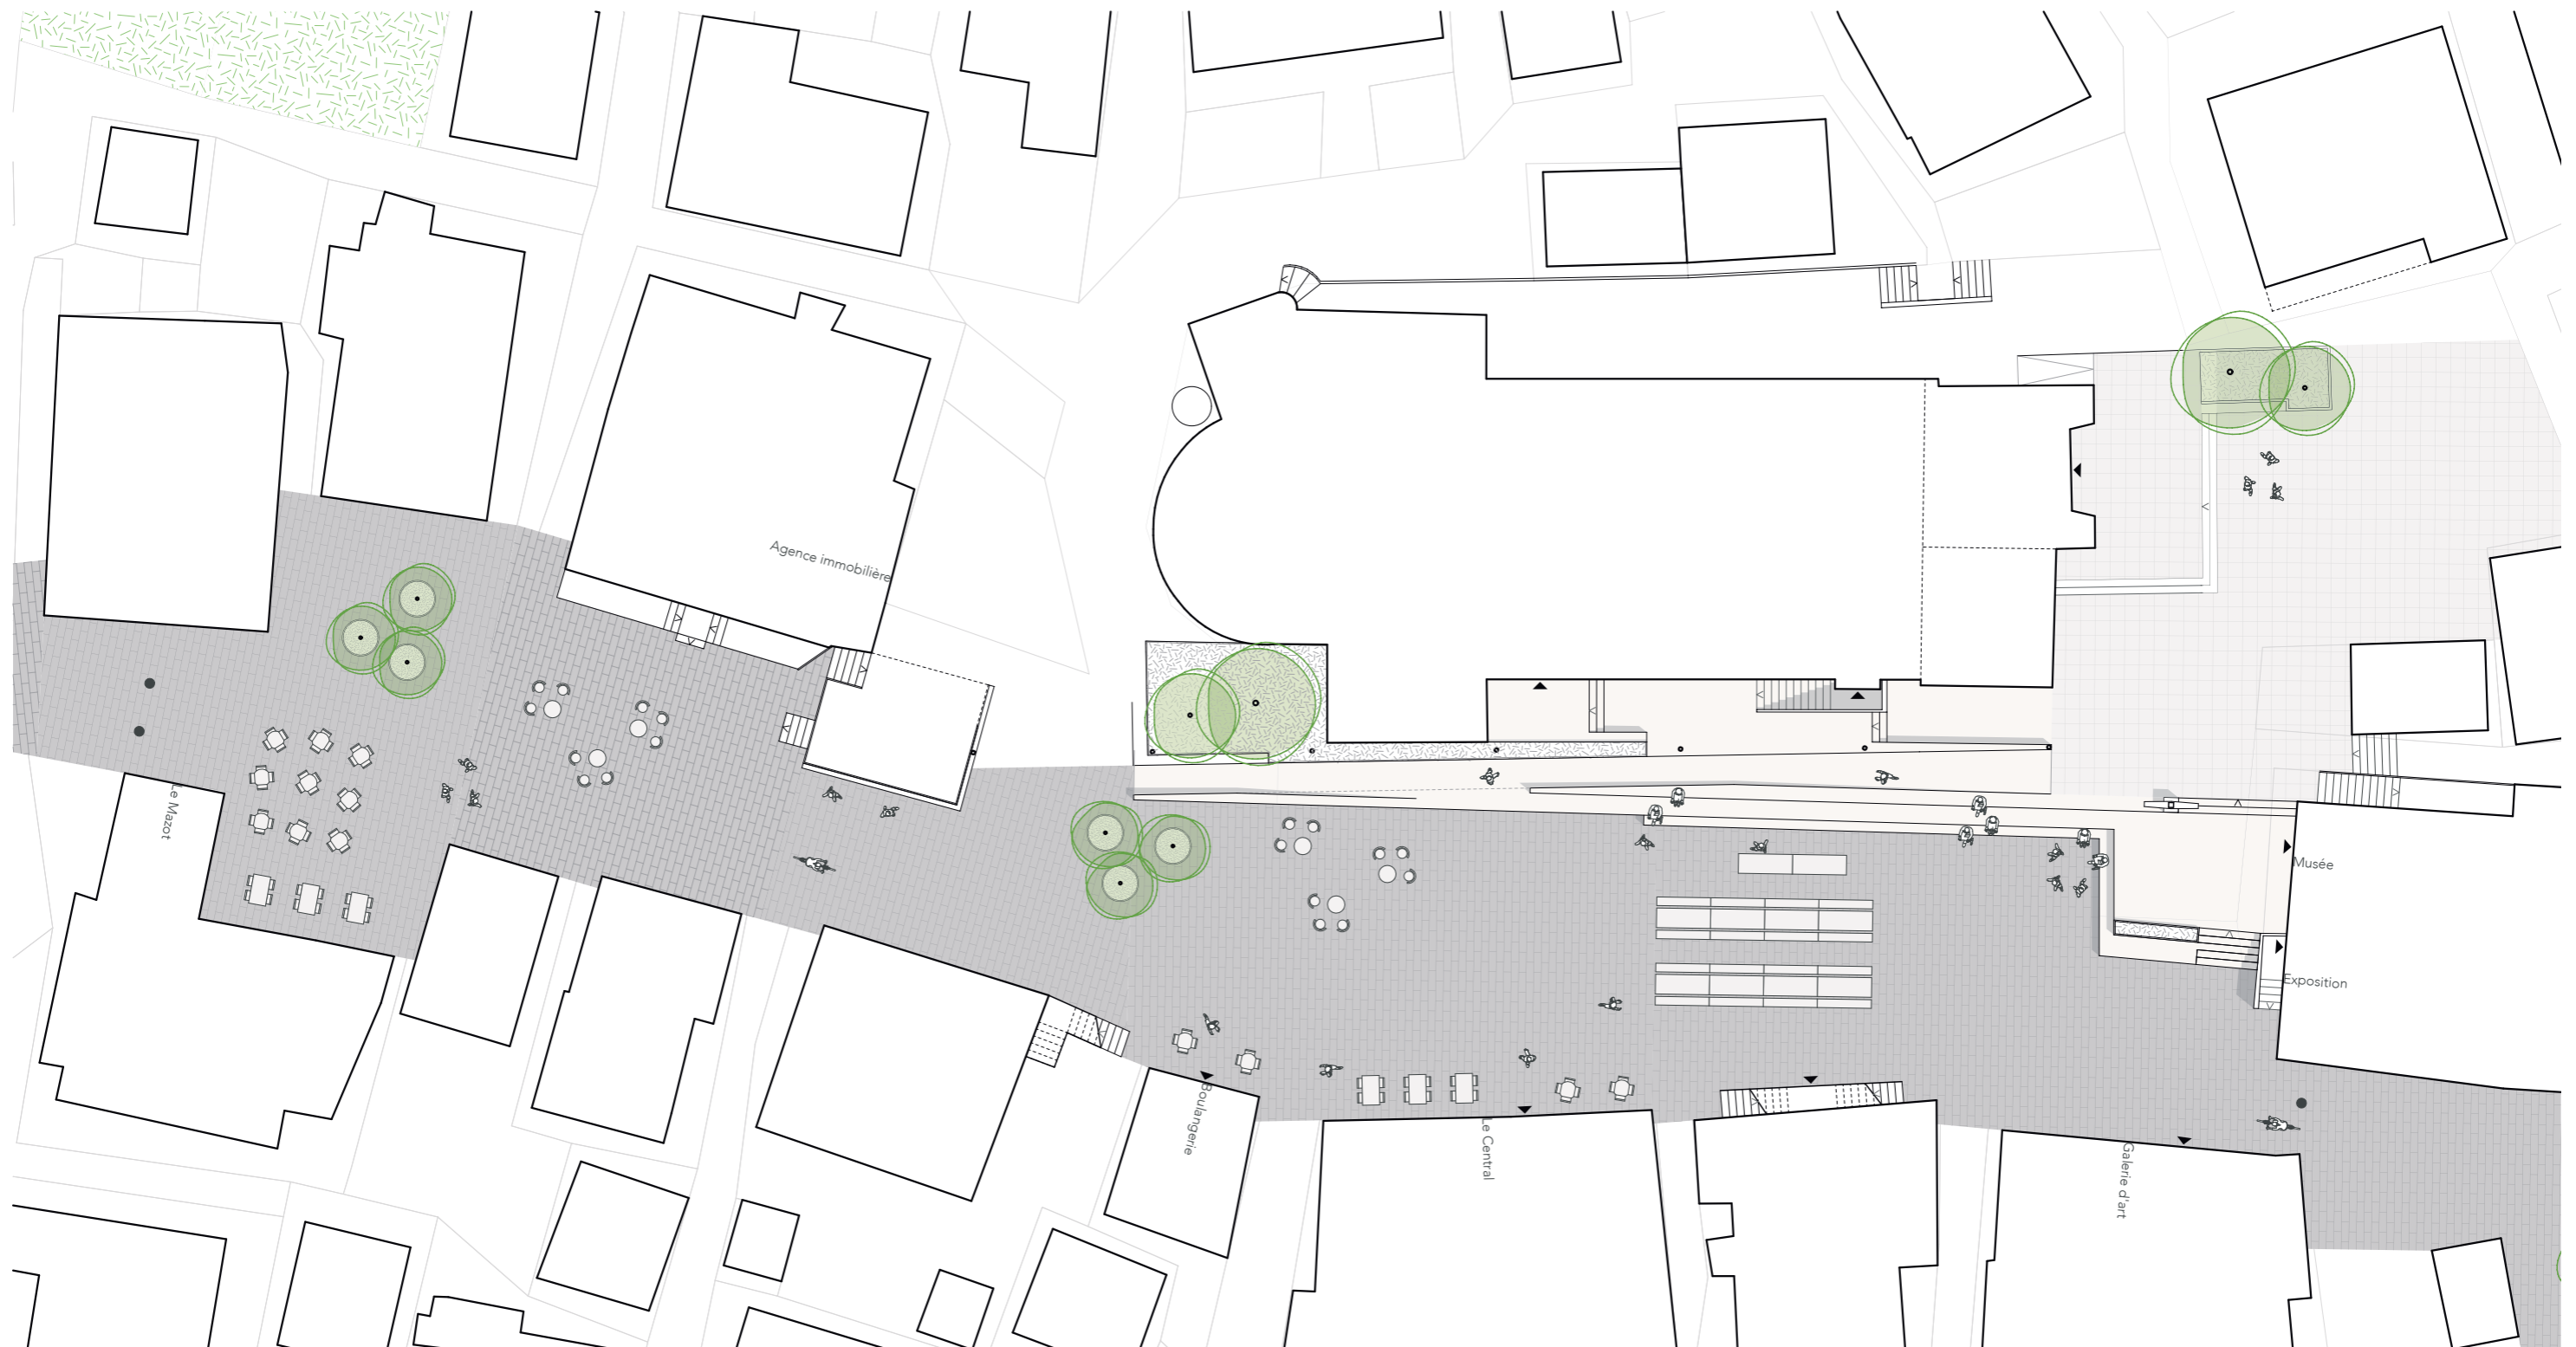 Agence immobilière
Le Mazot
Musée
Exposition
Boulangerie
Le Central
Galerie d'art